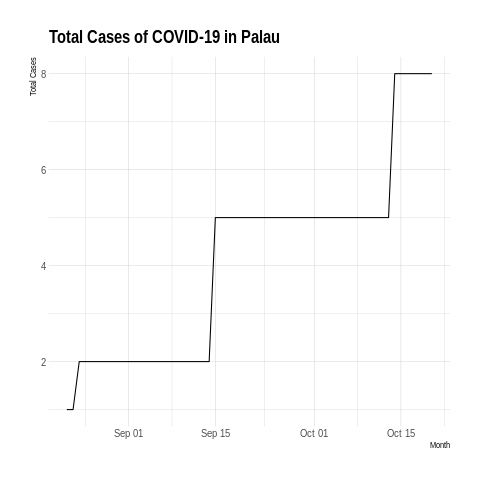 Total Cases of COVID-19 in Palau
Total Cases
8
6
4
2
Sep 01
Sep 15
Oct 01
Oct 15
Month